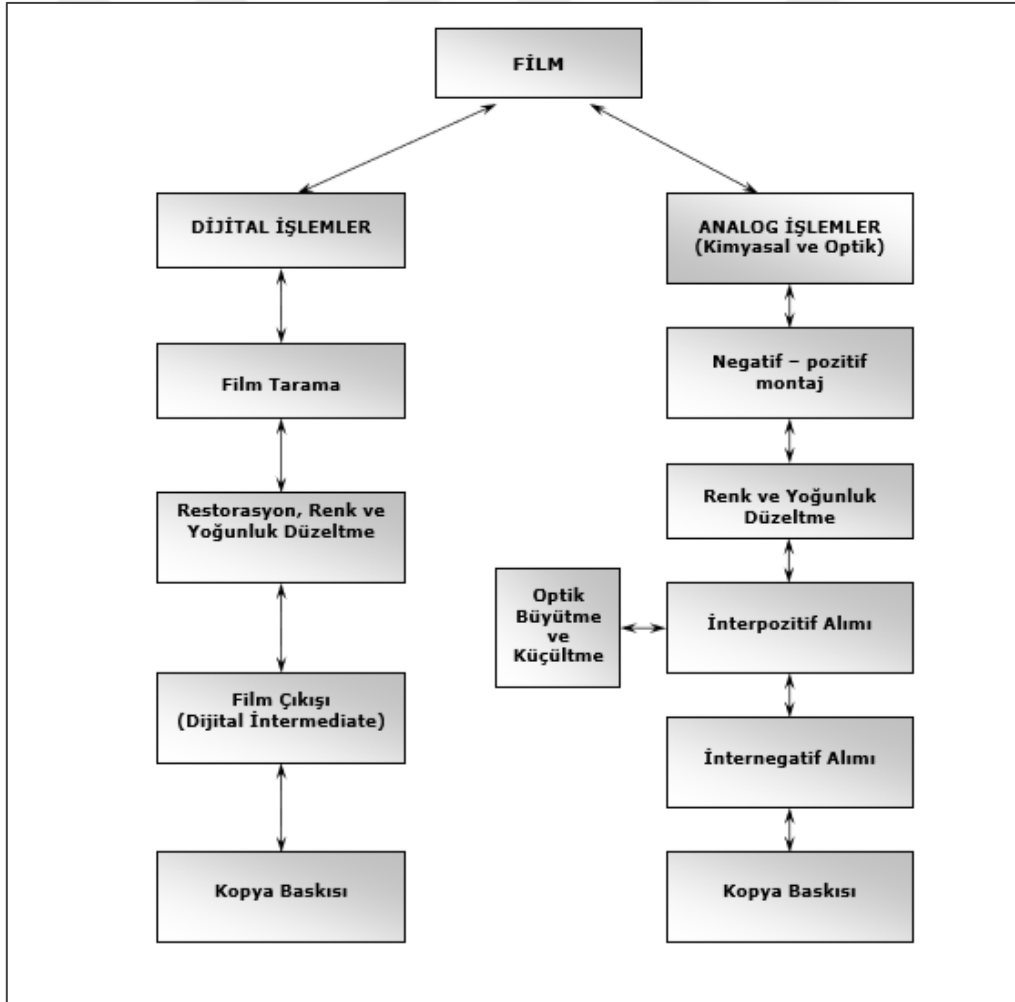 FİLM
DİJİTAL İŞLEMLER
Film Tarama
Restorasyon, Renk ve
Yoğunluk Düzeltme
Film Çıkışı
(Dijital İntermediate)
Kopya Baskısı
ANALOG İŞLEMLER
(Kimyasal ve Optik)
Negatif – pozitif
montaj
Renk ve Yoğunluk
Düzeltme
Optik
Büyütme
ve
Küçültme
İnterpozitif Alımı
İnternegatif Alımı
Kopya Baskısı